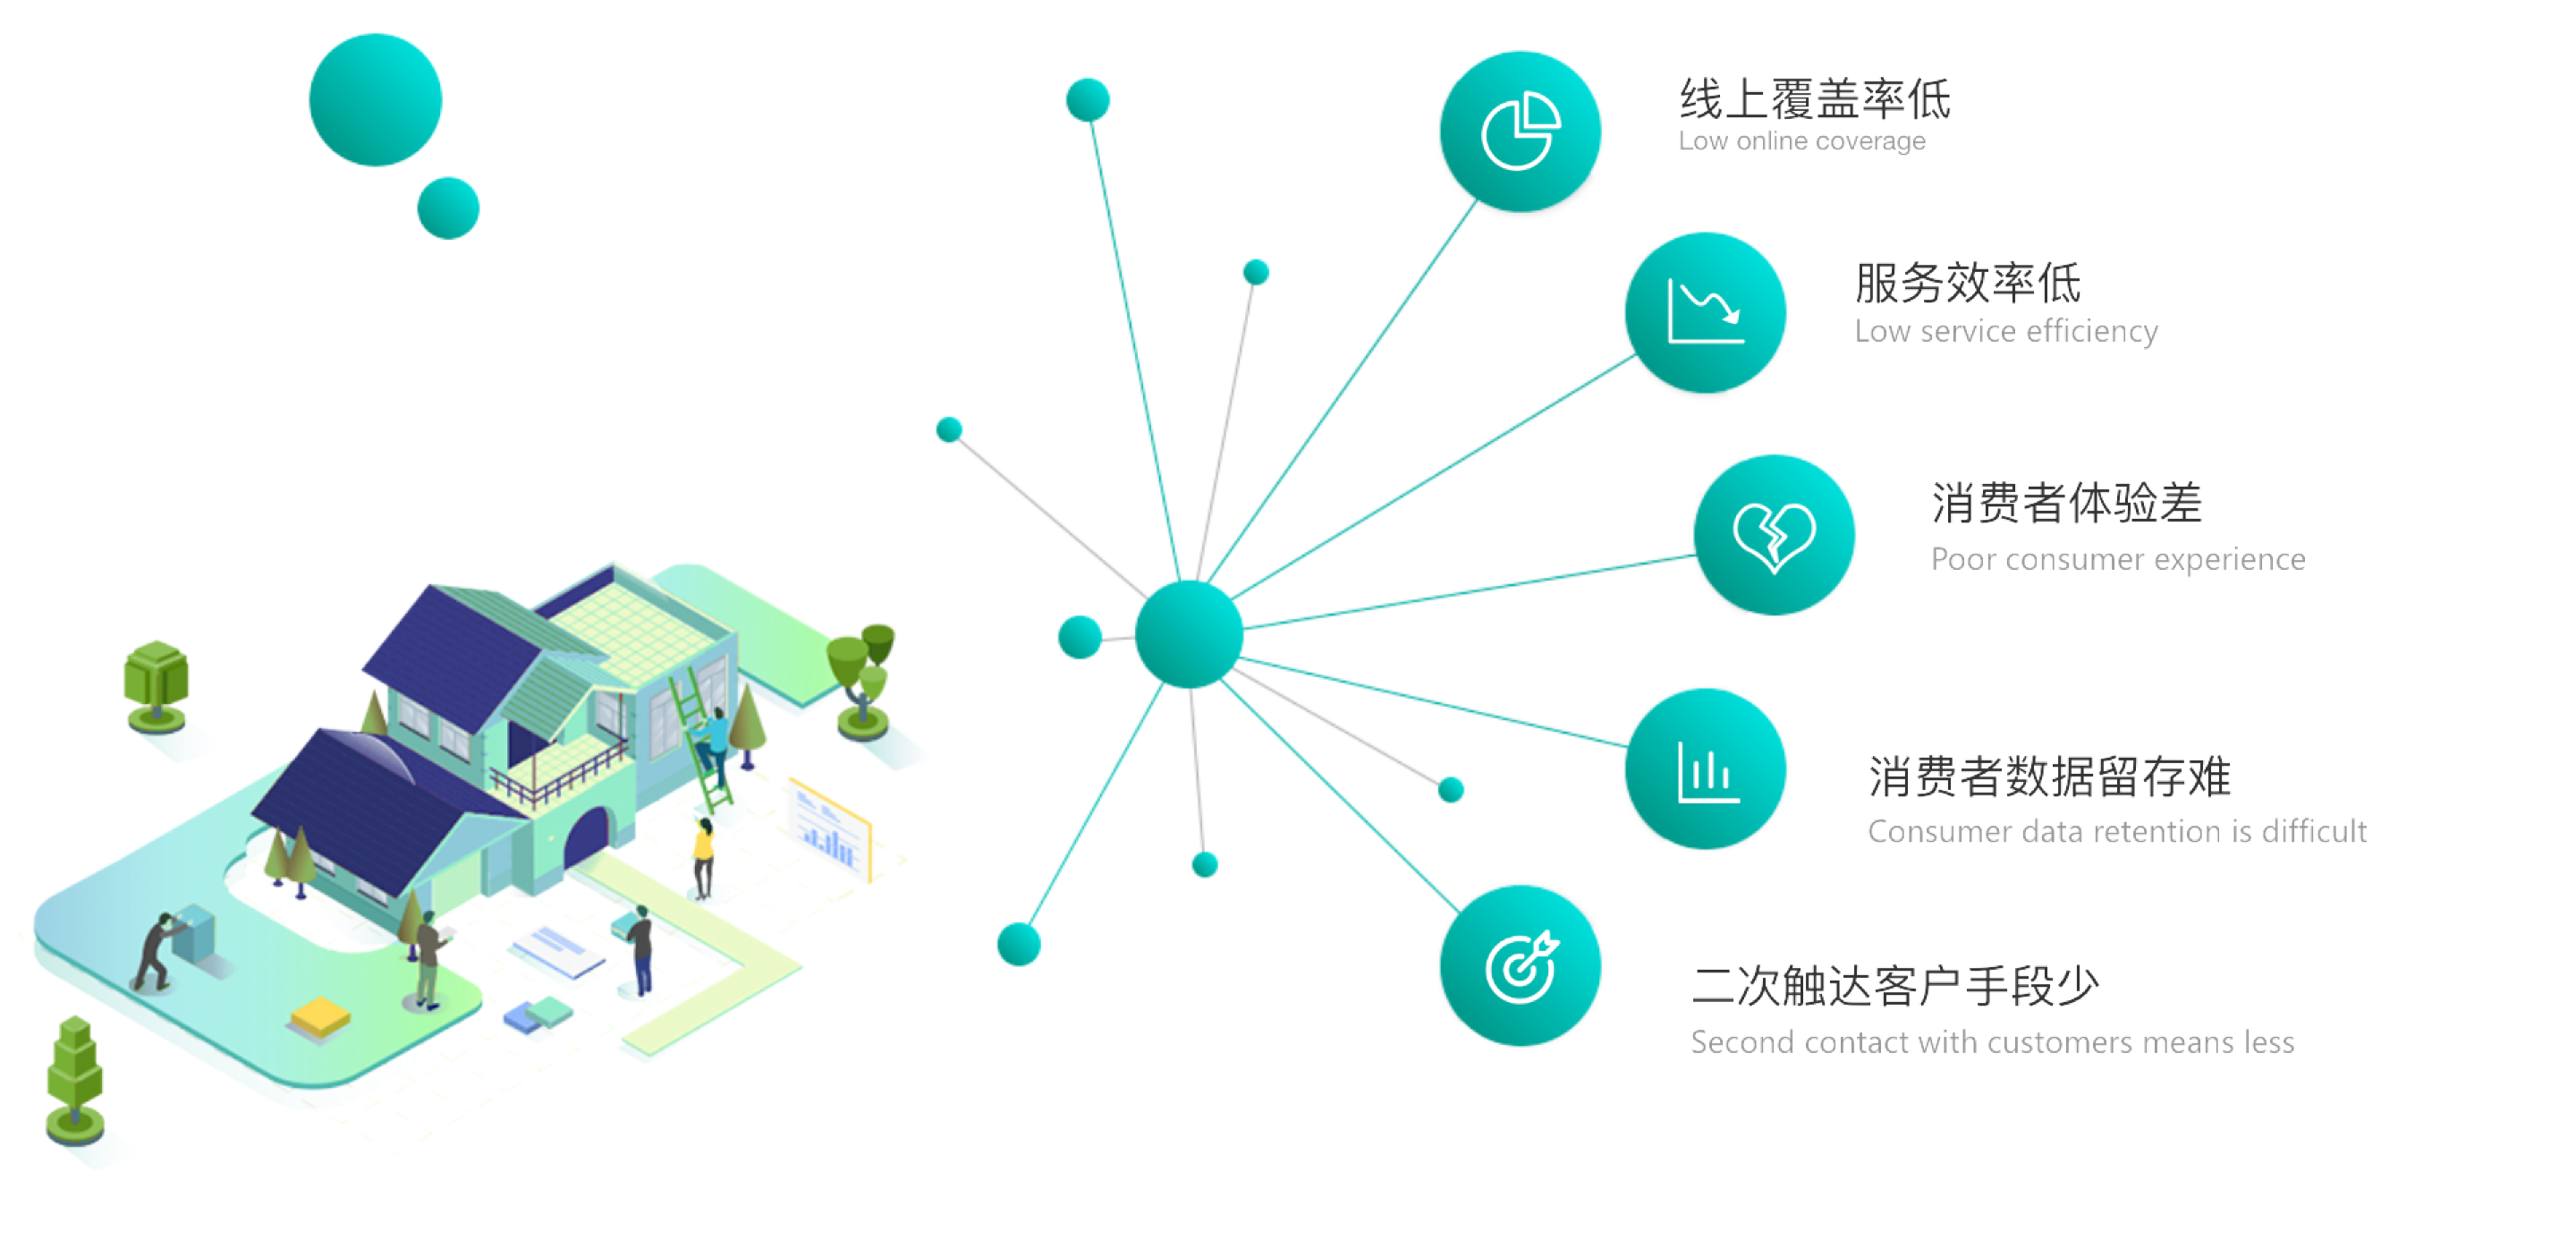 线上覆盖率低
Low online coverage
服务效率低
Low service efficiency
消费者体验差
Poor consumer experience
消费者数据留存难
Consumer data retention is difficult
二次触达客户手段少
Second contact with customers means less